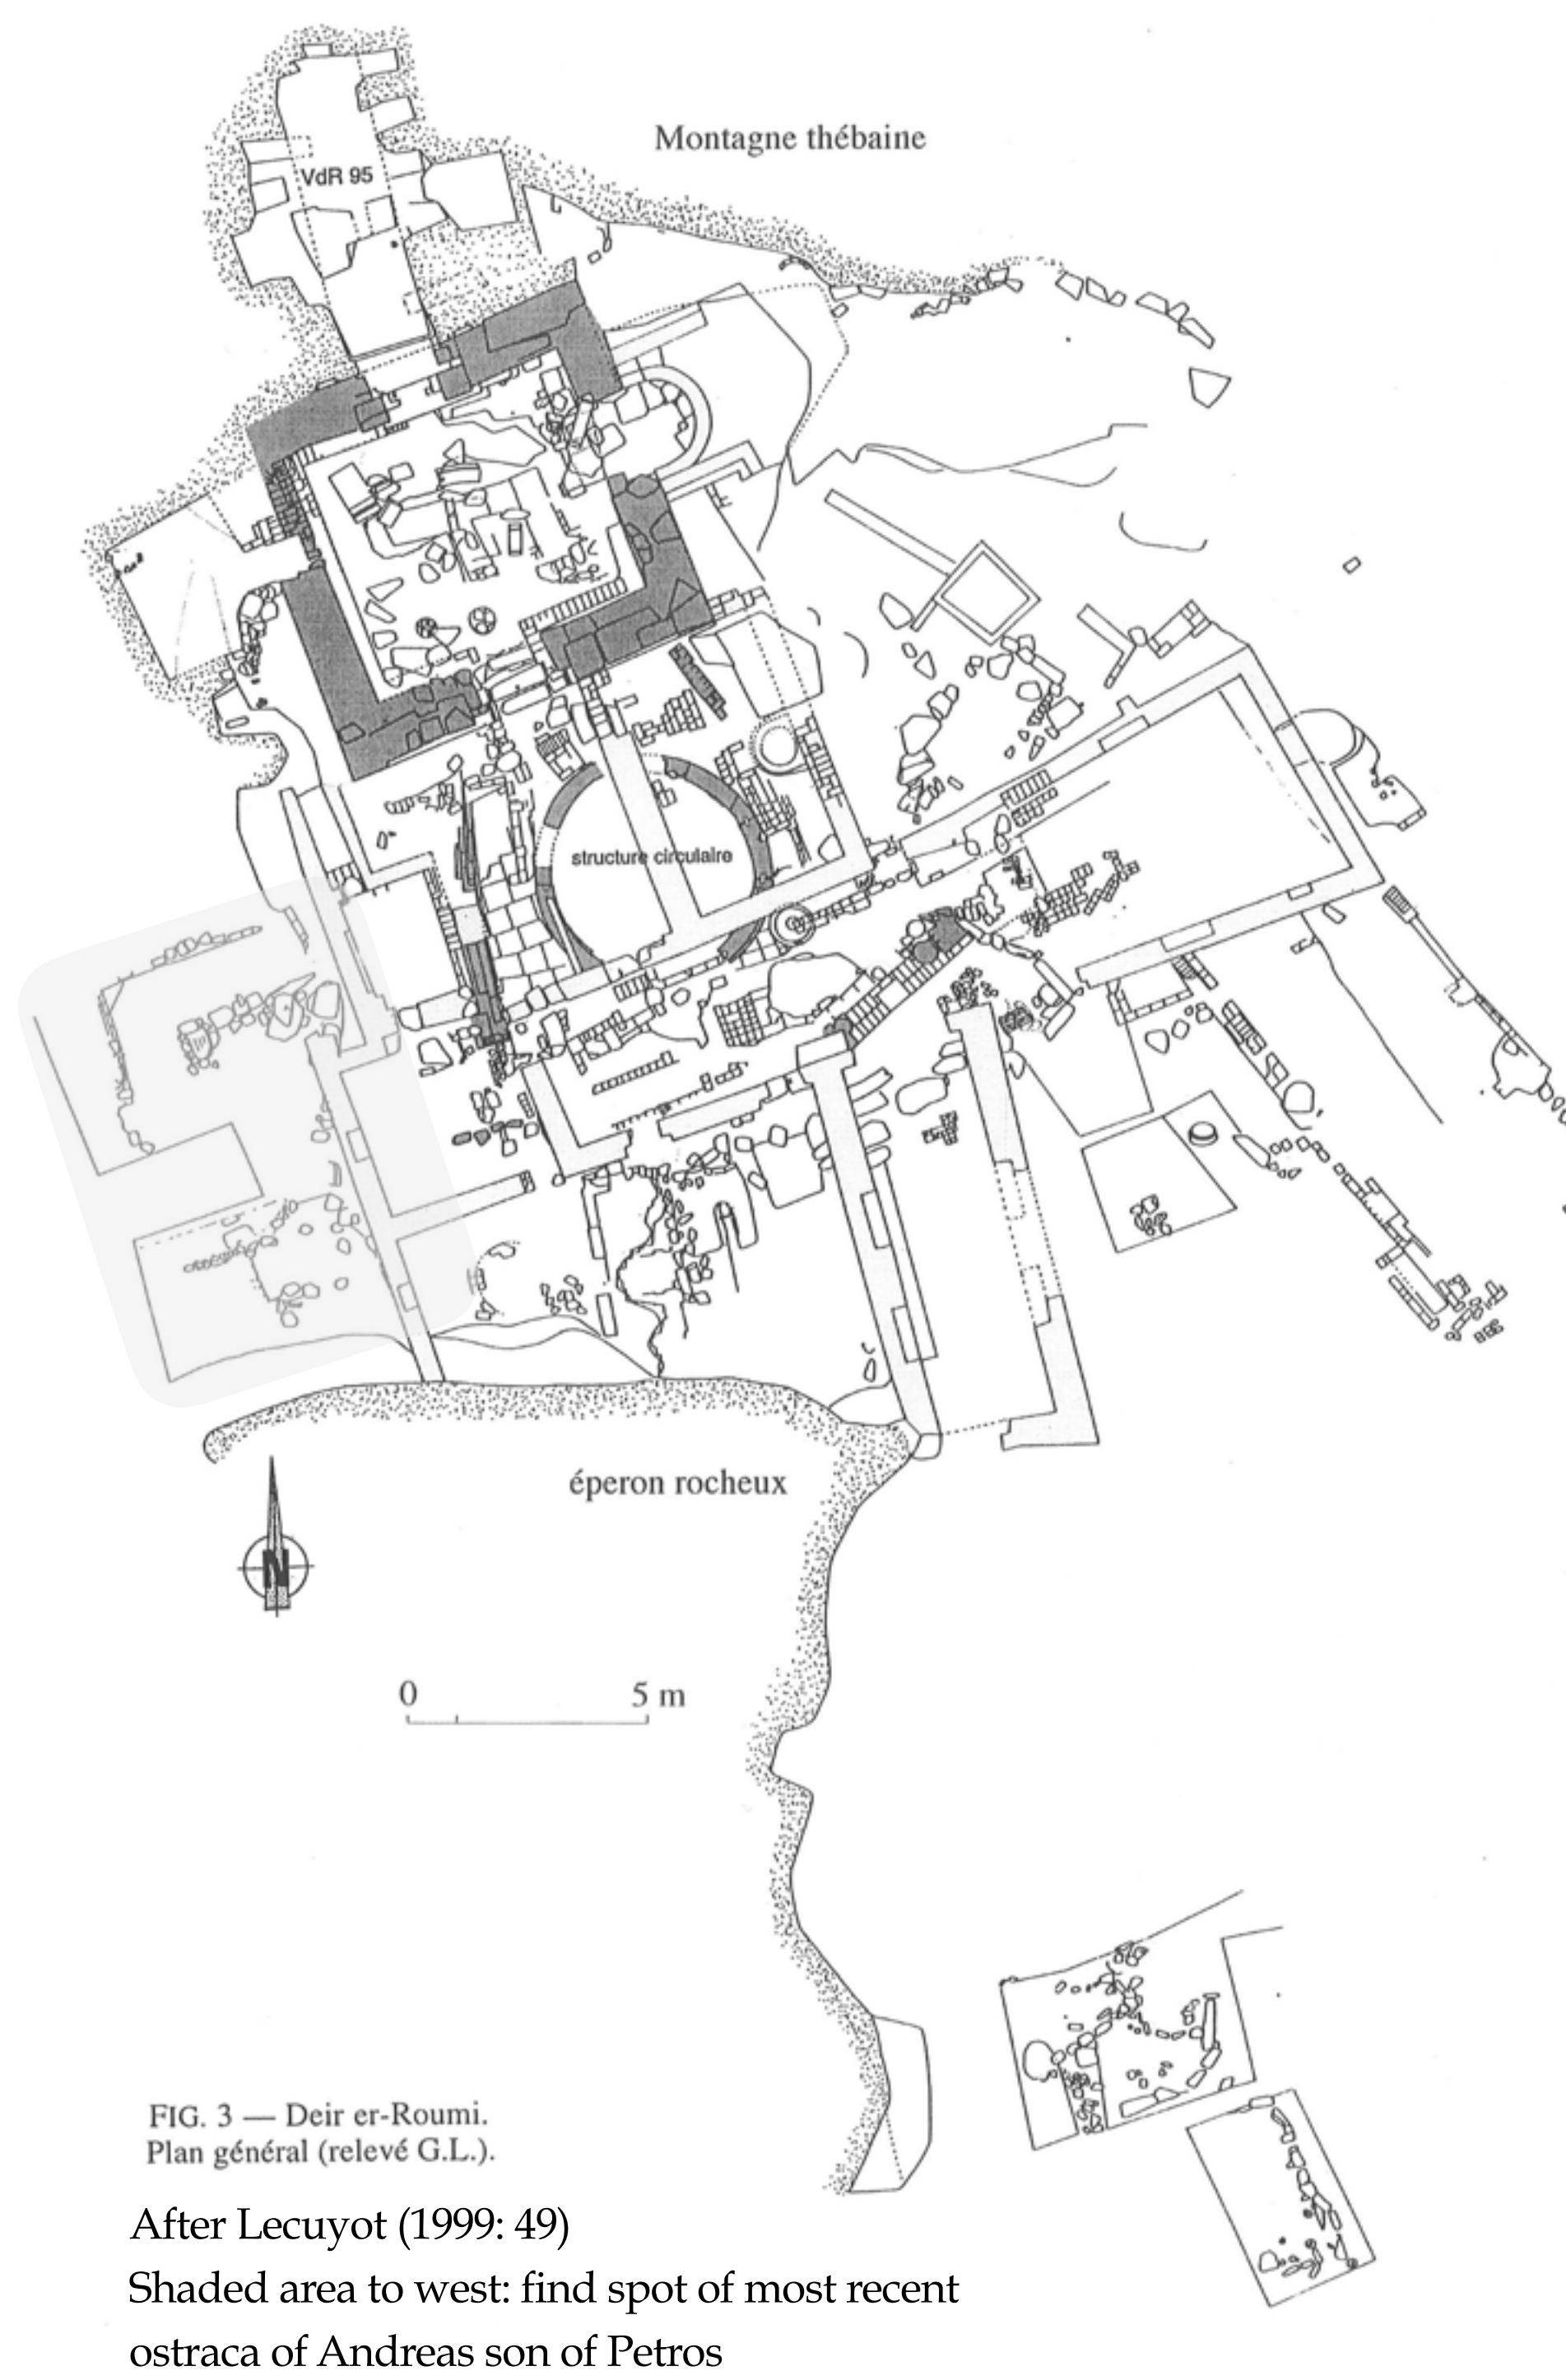 Montagne thébaine
VdR 95
structure circulaire
éperon rocheux
N
0 5 m
FIG. 3 — Deir er-Roumi.
Plan général (relevé G.L.).
After Lecuyot (1999: 49)
Shaded area to west: find spot of most recent
ostraca of Andreas son of Petros